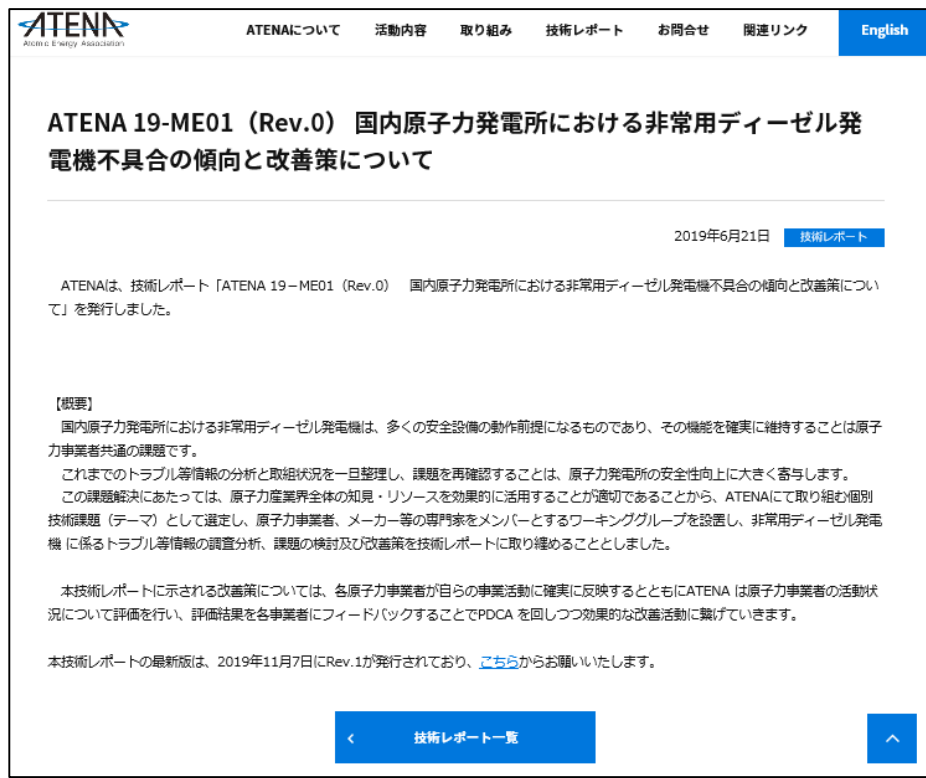 ATENA
Atomic Energy Association
ATENAについて 活動内容 取り組み 技術レポート お問合せ 関連リンク English
ATENA 19-ME01（Rev.0） 国内原子力発電所における非常用ディーゼル発
電機不具合の傾向と改善策について
2019年6月21日 技術レポート
ATENAは、技術レポート「ATENA 19－ME01（Rev.0）　国内原子力発電所における非常用ディーゼル発電機不具合の傾向と改善策につい
て」を発行しました。
【概要】
国内原子力発電所における非常用ディーゼル発電機は、多くの安全設備の動作前提になるものであり、その機能を確実に維持することは原子
力事業者共通の課題です。
これまでのトラブル等情報の分析と取組状況を一旦整理し、課題を再確認することは、原子力発電所の安全性向上に大きく寄与します。
この課題解決にあたっては、原子力産業界全体の知見・リソースを効果的に活用することが適切であることから、ATENAにて取り組む個別
技術課題（テーマ）として選定し、原子力事業者、メーカー等の専門家をメンバーとするワーキンググループを設置し、非常用ディーゼル発電
機 に係るトラブル等情報の調査分析、課題の検討及び改善策を技術レポートに取り纏めることとしました。
本技術レポートに示される改善策については、各原子力事業者が自らの事業活動に確実に反映するとともにATENA は原子力事業者の活動状
況について評価を行い、評価結果を各事業者にフィードバックすることでPDCA を回しつつ効果的な改善活動に繋げていきます。
本技術レポートの最新版は、2019年11月7日にRev.1が発行されており、こちらからお願いいたします。
技術レポート一覧